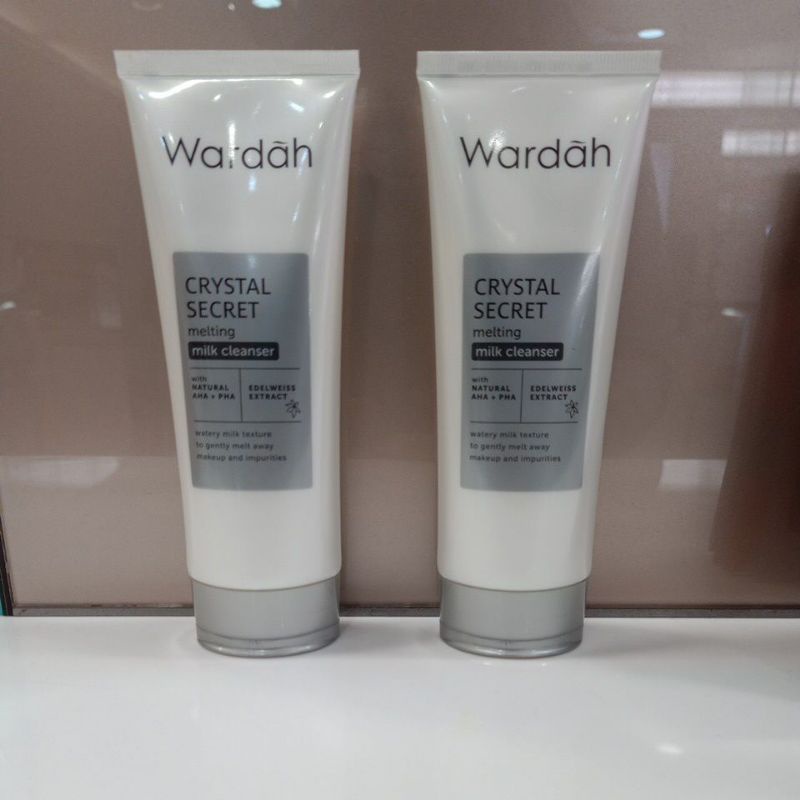 Wardãh
CRYSTAL
SECRET
melting
milk cleanser
with
NATURAL
AHA + PHA
EDELWEISS
EXTRACT
watery milk texture
to gently melt away
makeup and impurities
Wardãh
CRYSTAL
SECRET
melting
milk cleanser
with
NATURAL
AHA + PHA
EDELWEISS
EXTRACT
watery milk texture
to gently melt away
makeup and impurities